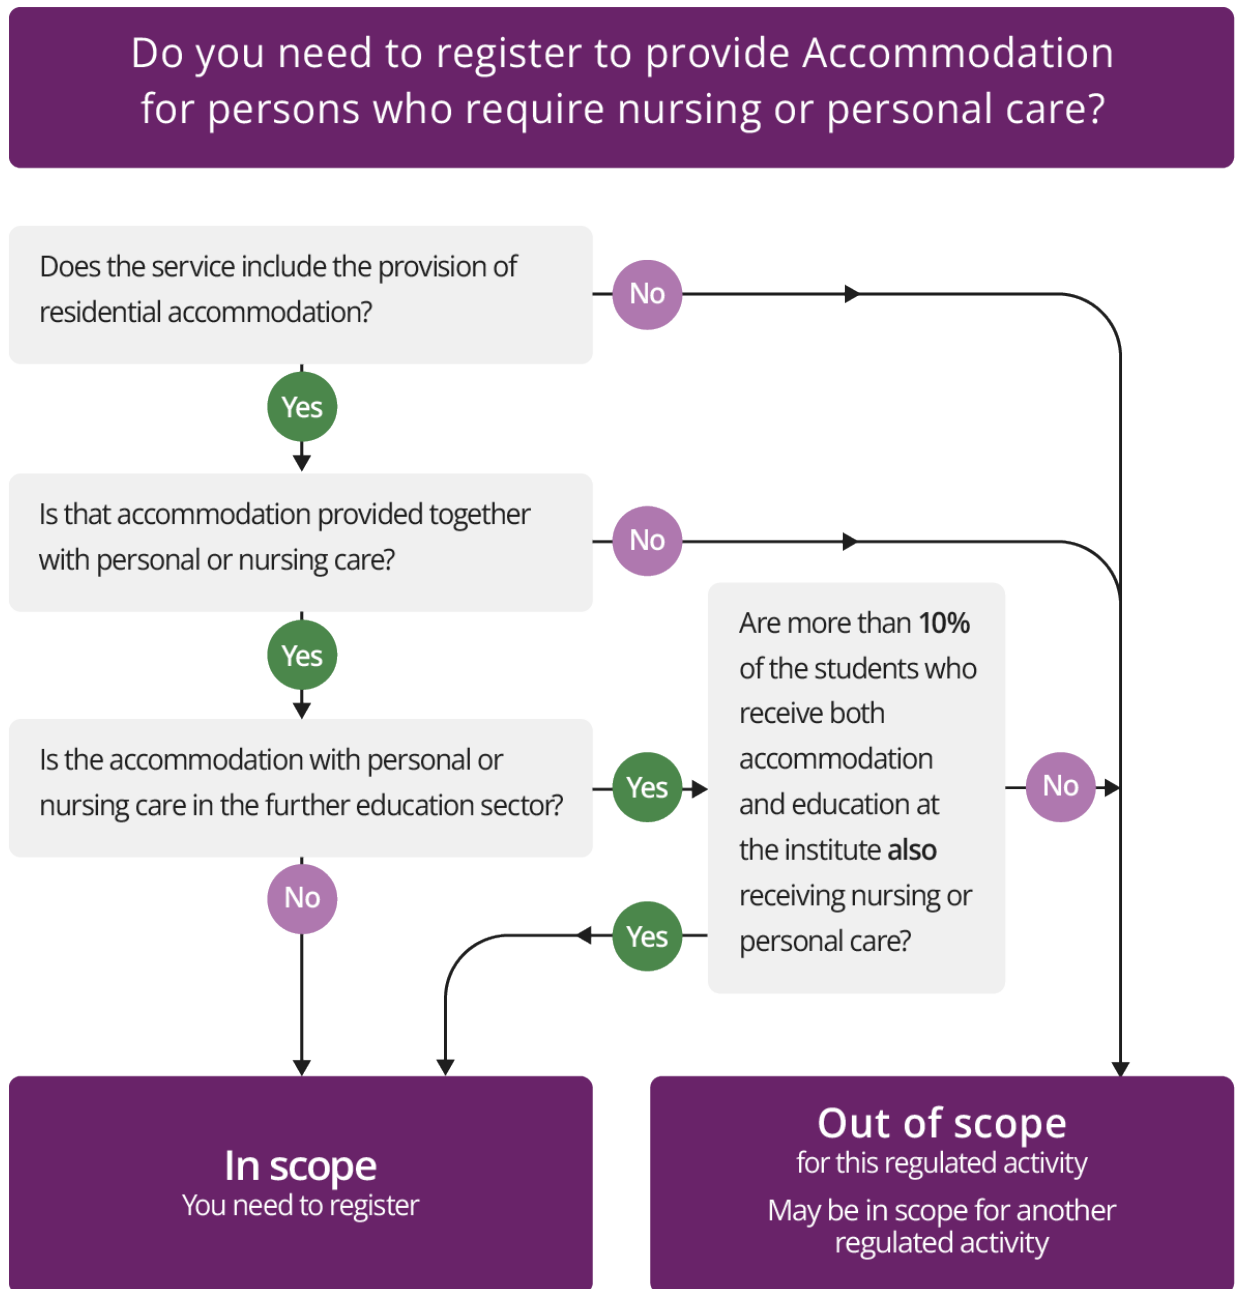 Do you need to register to provide Accommodation
for persons who require nursing or personal care?
Does the service include the provision of
residential accommodation?
No
Yes
Is that accommodation provided together
with personal or nursing care?
No
Yes
Is the accommodation with personal or
nursing care in the further education sector?
Yes
Are more than 10%
of the students who
receive both
accommodation
and education at
the institute also
receiving nursing or
personal care?
No
Yes
No
In scope
You need to register
Out of scope
for this regulated activity
May be in scope for another
regulated activity